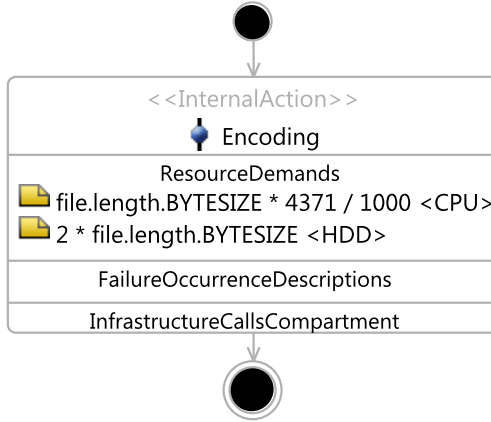 <<InternalAction>>
Encoding
ResourceDemands
file.length.BYTESIZE * 4371 / 1000 <CPU>
2 * file.length.BYTESIZE <HDD>
FailureOccurrenceDescriptions
InfrastructureCallsCompartment